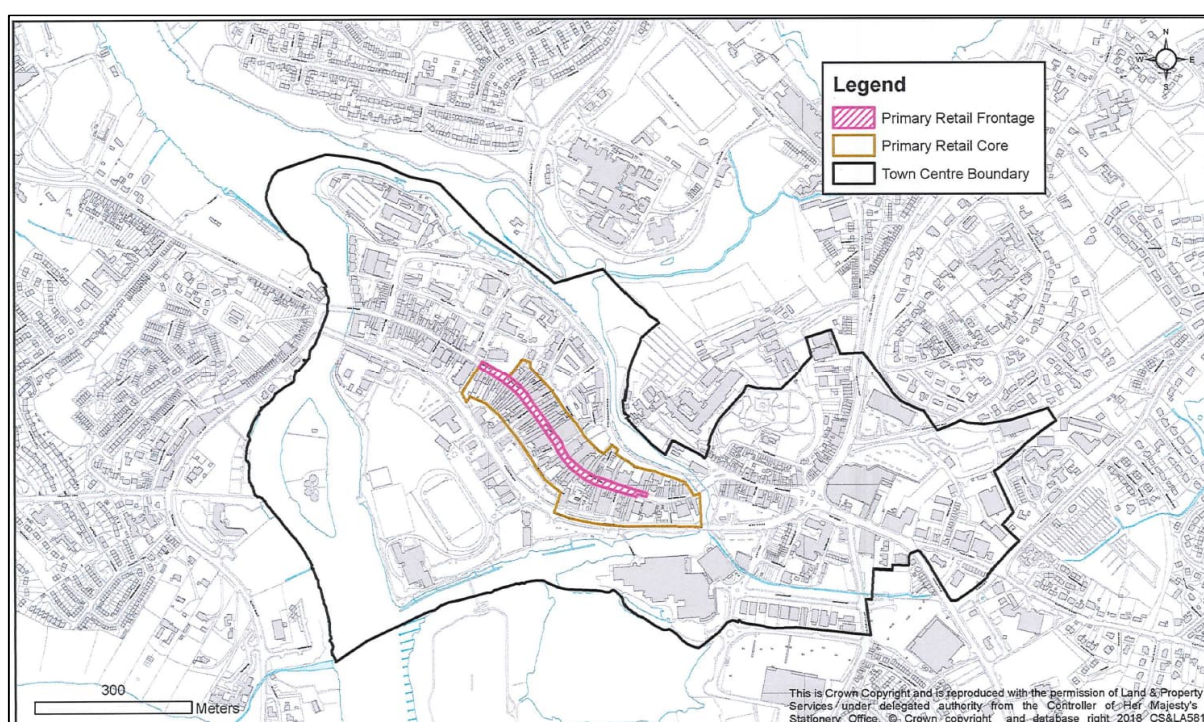 N
W
E
S
Legend
Primary Retail Frontage
Primary Retail Core
Town Centre Boundary
300
Meters
This is Crown Copyright and is reproduced with the permission of Land & Property
Services under delegated authority from the Controller of Her Majesty's
Stationery Office, © Crown copyright and database right 2018 CS&LA